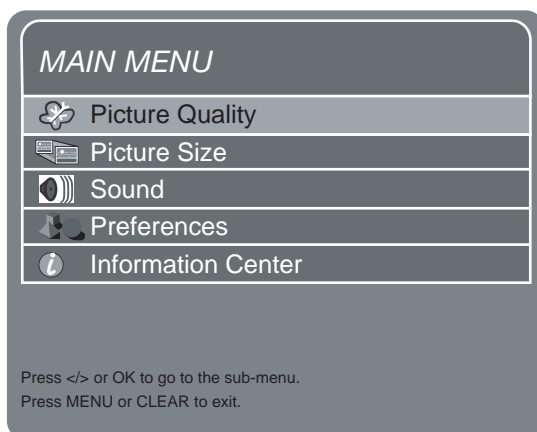 MAIN MENU
Picture Quality
Picture Size
Sound
Preferences
Information Center
Press </> or OK to go to the sub-menu.
Press MENU or CLEAR to exit.